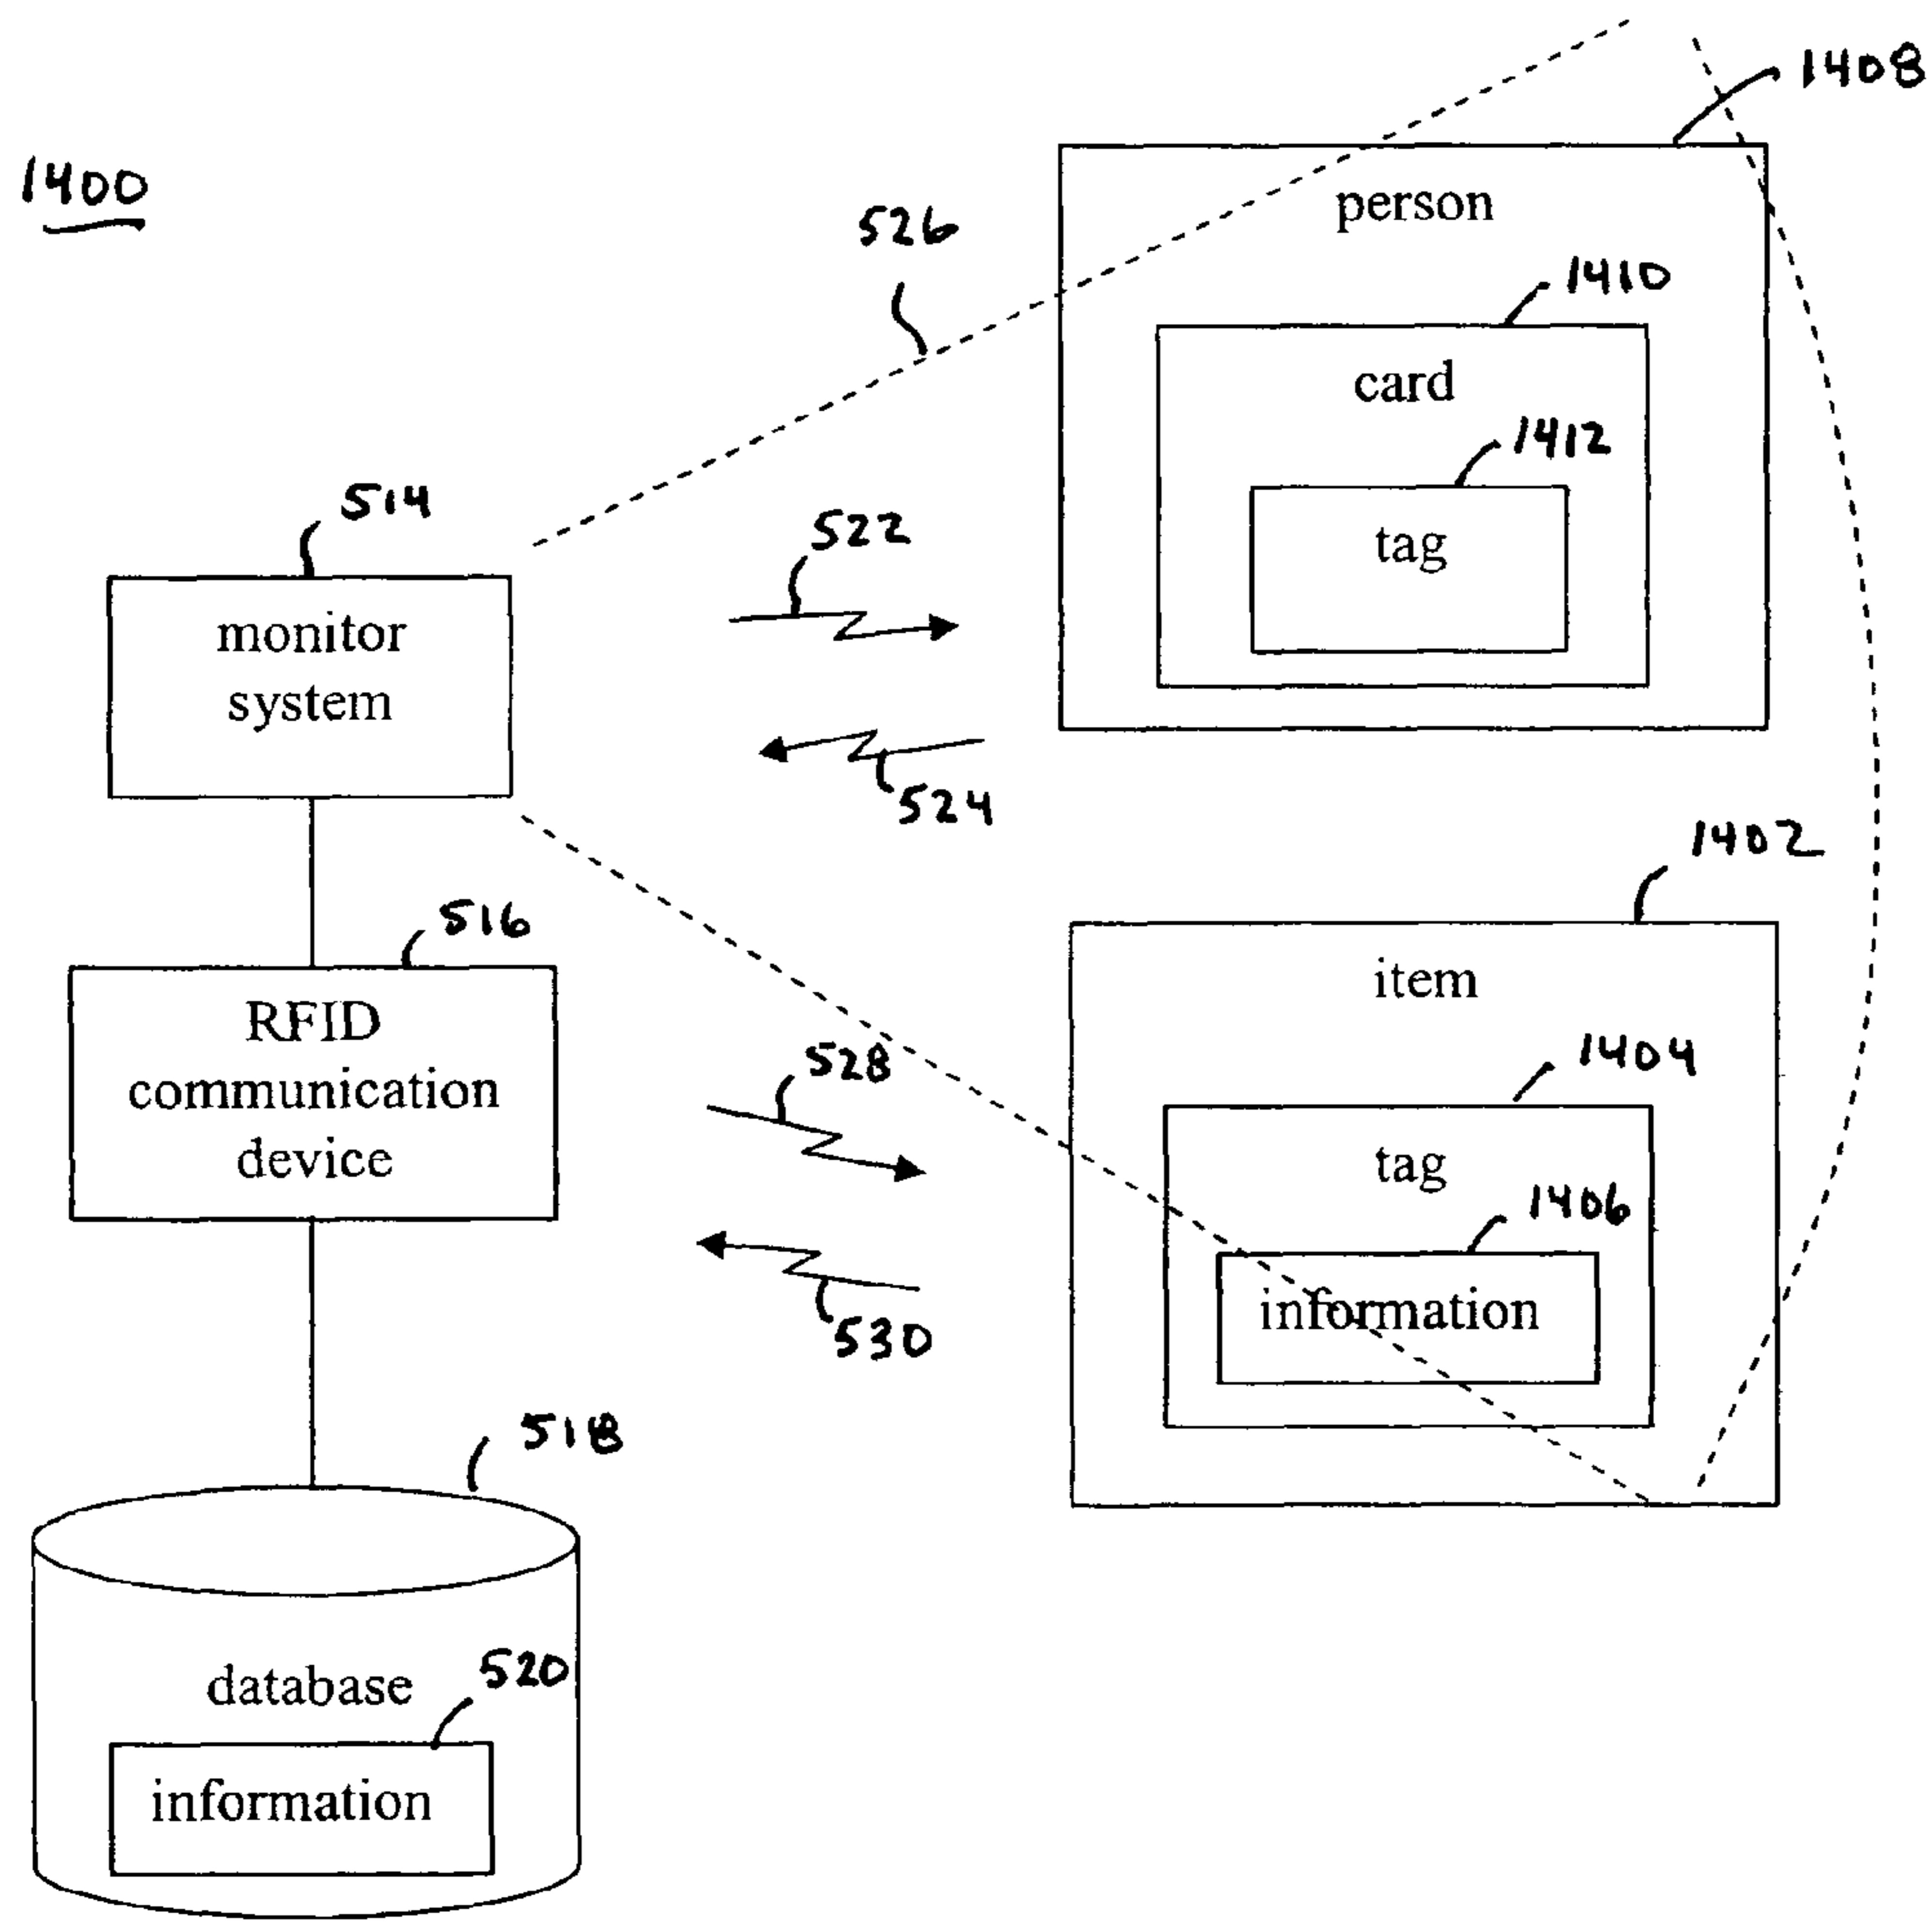 1400
1408
person
526
1410
card
1412
tag
514
522
monitor
system
524
1402
516
item
RFID
communication
device
528
1404
tag
1406
information
530
518
database
520
information